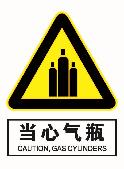 当心气瓶
CAUTION, GAS CYLINDERS